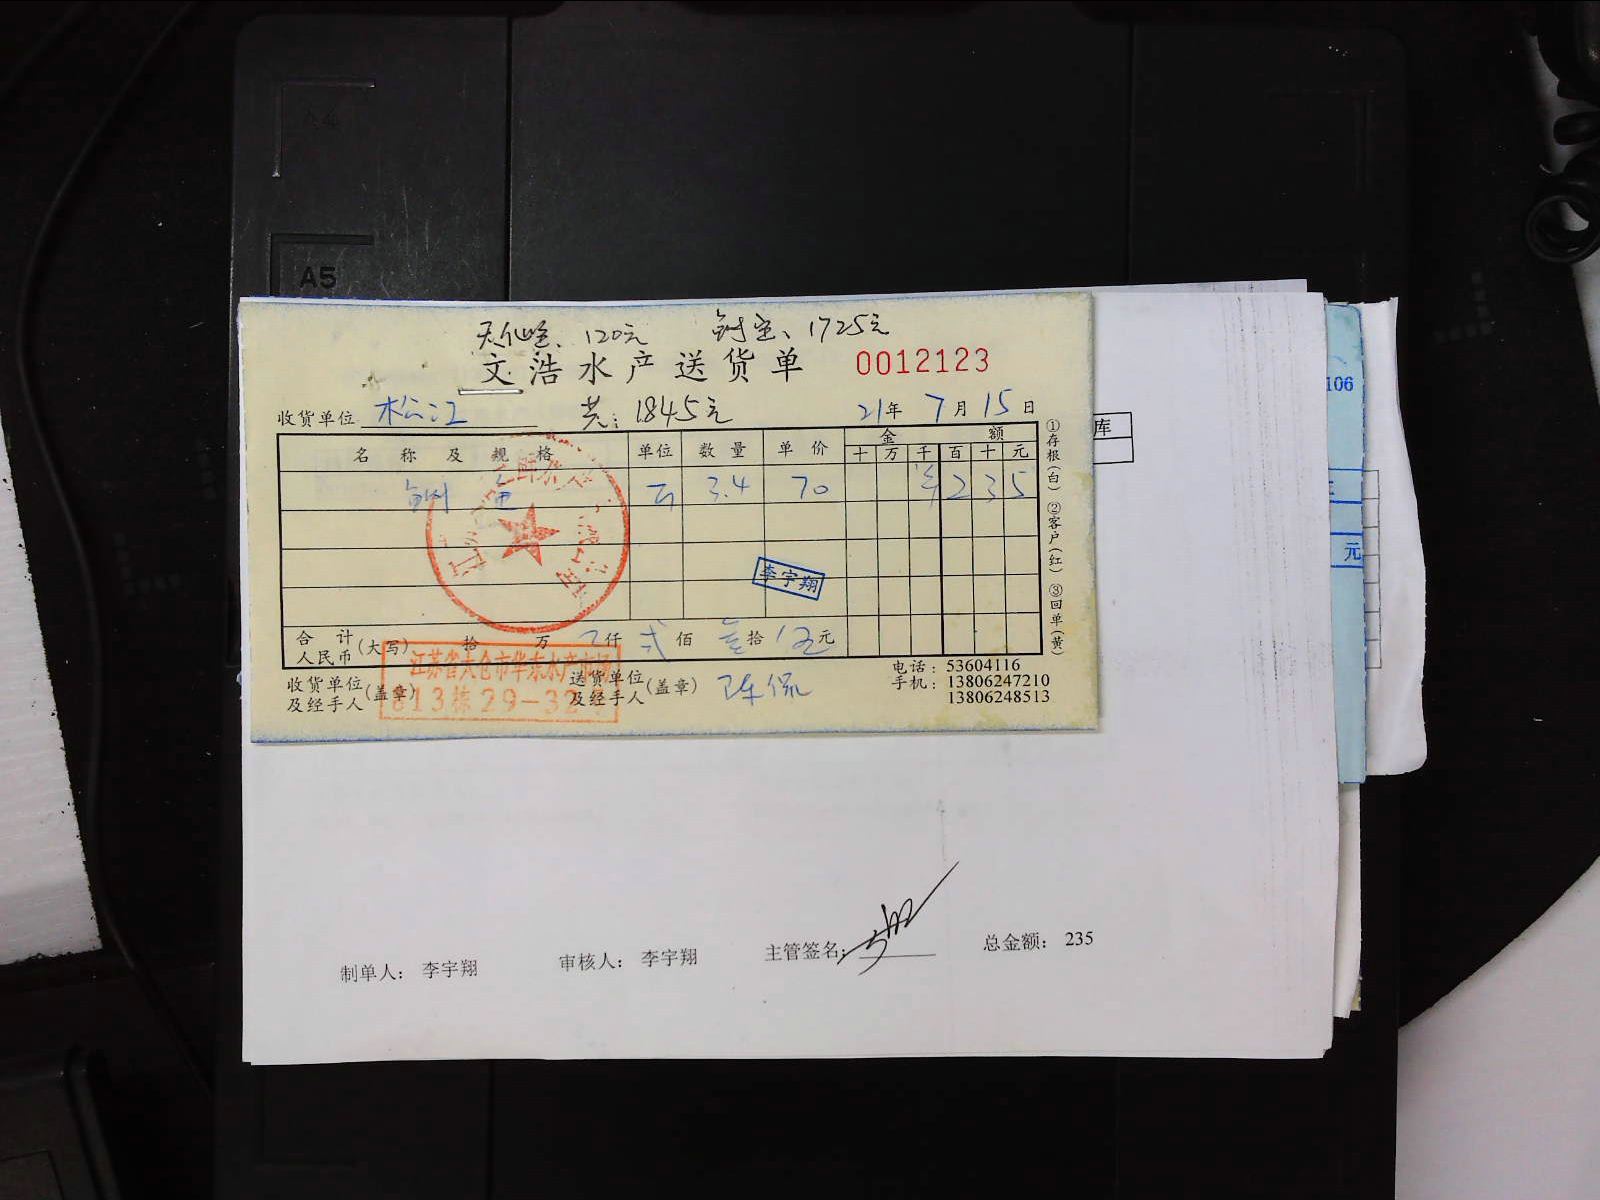 A4
A5
120元 1725元
文浩水产送货单 0012123
收货单位 松江 共:1845元 21年7月15日
名称及规格 单位 数量 单价 金额
十 万 千 百 十 元
3.4 70 ¥ 2 3 5
李宇翔
合计人民币(大写) 拾 万 仟 弍 佰 叁 拾 伍 元
江苏省太仓市华东水产市场
813栋29-32
收货单位及经手人(盖章) 送货单位及经手人(盖章)
电话:53604116
手机:13806247210
13806248513
①存根(白) ②客户(红) ③回单(黄)
库
106
元
制单人: 李宇翔 审核人: 李宇翔 主管签名: 总金额: 235